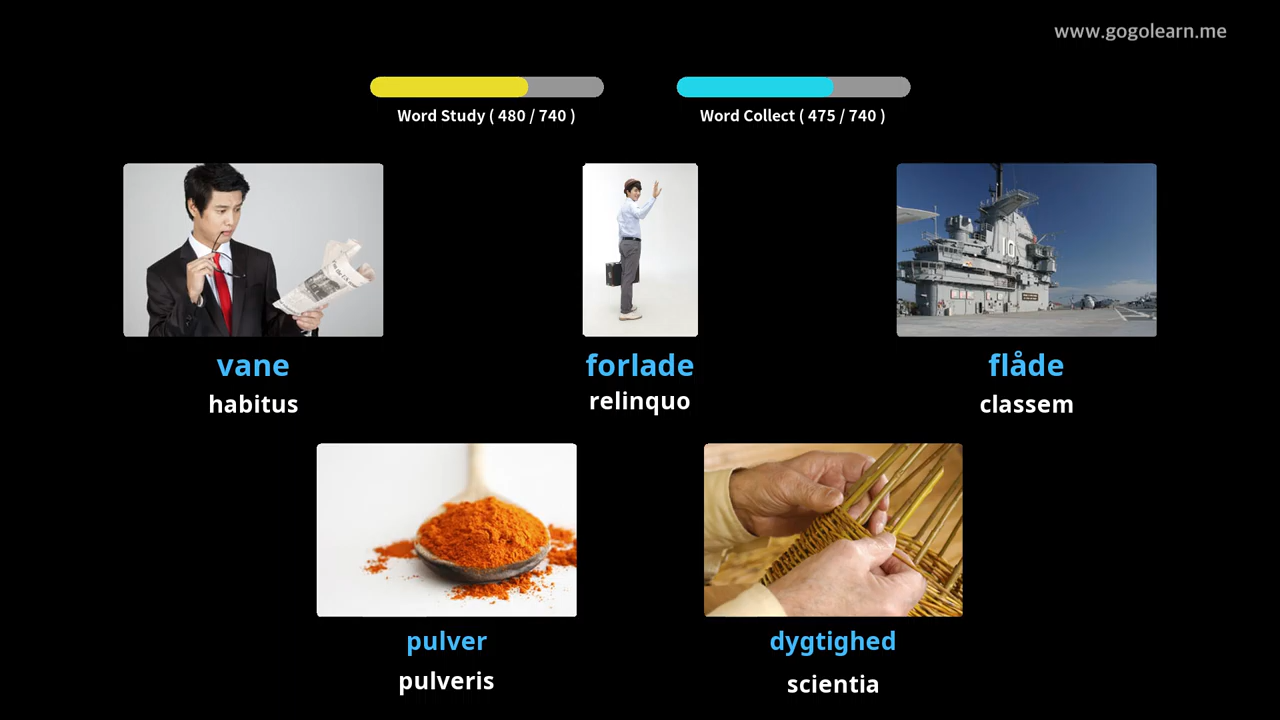 www.gogolearn.me
Word Study ( 480 / 740 )
Word Collect ( 475 / 740 )
vane
habitus
forlade
relinquo
flåde
classem
pulver
pulveris
dygtighed
scientia